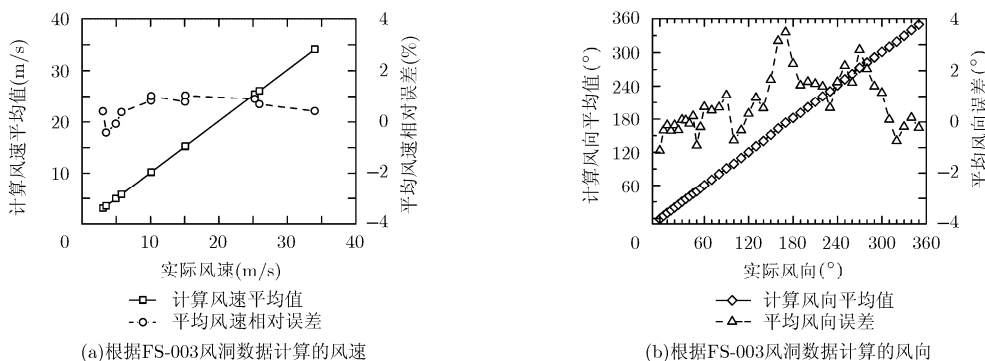 计算风速平均值(m/s)
40
30
20
10
0
10
20
30
40
4
2
0
−2
−4
平均风速相对误差(%)
实际风速(m/s)
计算风速平均值
平均风速相对误差
(a)根据FS-003风洞数据计算的风速
计算风向平均值(°)
360
300
240
180
120
60
0
60
120
180
240
300
360
4
2
0
−2
−4
平均风向误差(°)
实际风向(°)
计算风向平均值
平均风向误差
(b)根据FS-003风洞数据计算的风向